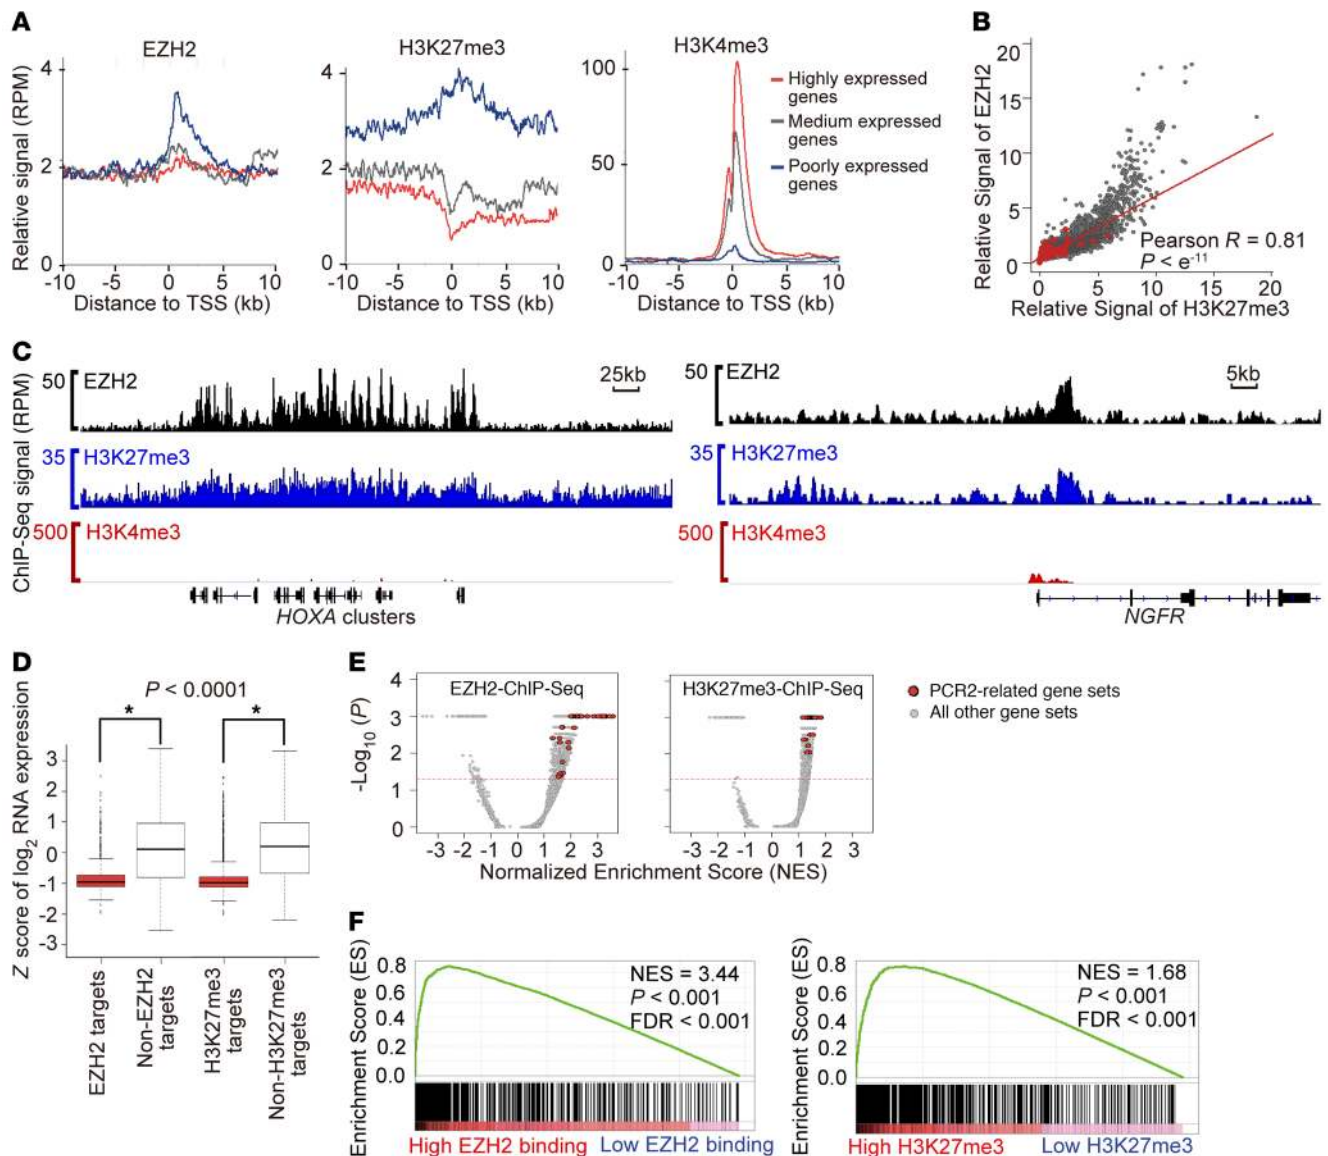 A
EZH2
H3K27me3
H3K4me3
Relative signal (RPM)
4
2
0
-10 -5 0 5 10
Distance to TSS (kb)
4
2
0
-10 -5 0 5 10
Distance to TSS (kb)
100
50
0
-10 -5 0 5 10
Distance to TSS (kb)
Highly expressed
genes
Medium expressed
genes
Poorly expressed
genes
B
Relative Signal of EZH2
20
15
10
5
0
0 5 10 15 20
Pearson R = 0.81
P < e-11
Relative Signal of H3K27me3
C
ChIP-Seq signal (RPM)
50 EZH2 25kb
35 H3K27me3
500 H3K4me3
HOXA clusters
50 EZH2 5kb
35 H3K27me3
500 H3K4me3
NGFR
D
P < 0.0001
* *
Z score of log2 RNA expression
3
2
1
0
-1
-2
-3
EZH2 targets
Non-EZH2
targets
H3K27me3
targets
Non-H3K27me3
targets
E
-Log10 (P)
4
3
2
1
0
EZH2-ChIP-Seq
H3K27me3-ChIP-Seq
-3 -2 -1 0 1 2 3
-3 -2 -1 0 1 2 3
Normalized Enrichment Score (NES)
PCR2-related gene sets
All other gene sets
F
Enrichment Score (ES)
0.8
0.6
0.4
0.2
0.0
NES = 3.44
P < 0.001
FDR < 0.001
High EZH2 binding Low EZH2 binding
Enrichment Score (ES)
0.8
0.6
0.4
0.2
0.0
NES = 1.68
P < 0.001
FDR < 0.001
High H3K27me3 Low H3K27me3